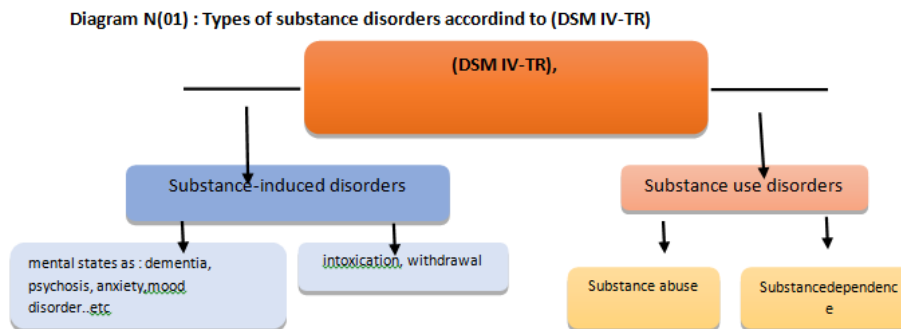 Diagram N(01) : Types of substance disorders accordind to (DSM IV-TR)
(DSM IV-TR),
Substance-induced disorders
Substance use disorders
mental states as : dementia,
psychosis, anxiety,mood
disorder..etc
intoxication, withdrawal
Substance abuse
Substancedependenc
e